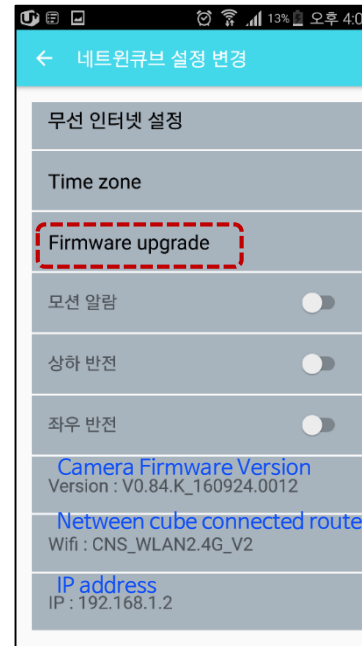 13% 오후 4:0
네트윈큐브 설정 변경
무선 인터넷 설정
Time zone
Firmware upgrade
모션 알람
상하 반전
좌우 반전
Camera Firmware Version
Version : V0.84.K_160924.0012
Netween cube connected route
Wifi : CNS_WLAN2.4G_V2
IP address
IP : 192.168.1.2